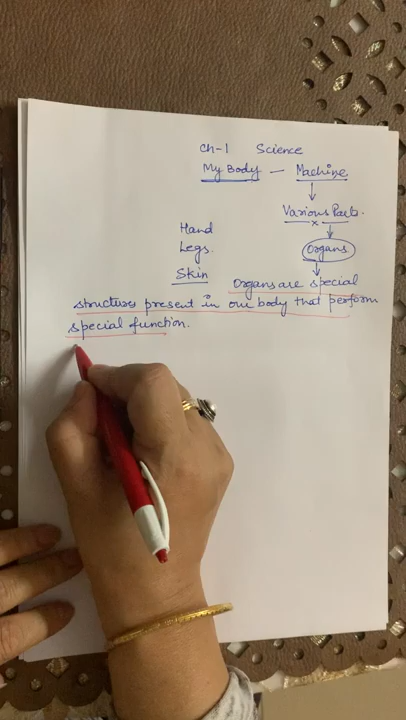 Ch-1 Science
My Body — Machine
Various Parts.
x
Hand
Legs.
Organs
Skin
Organs are special
structures present in our body that perform
special function.